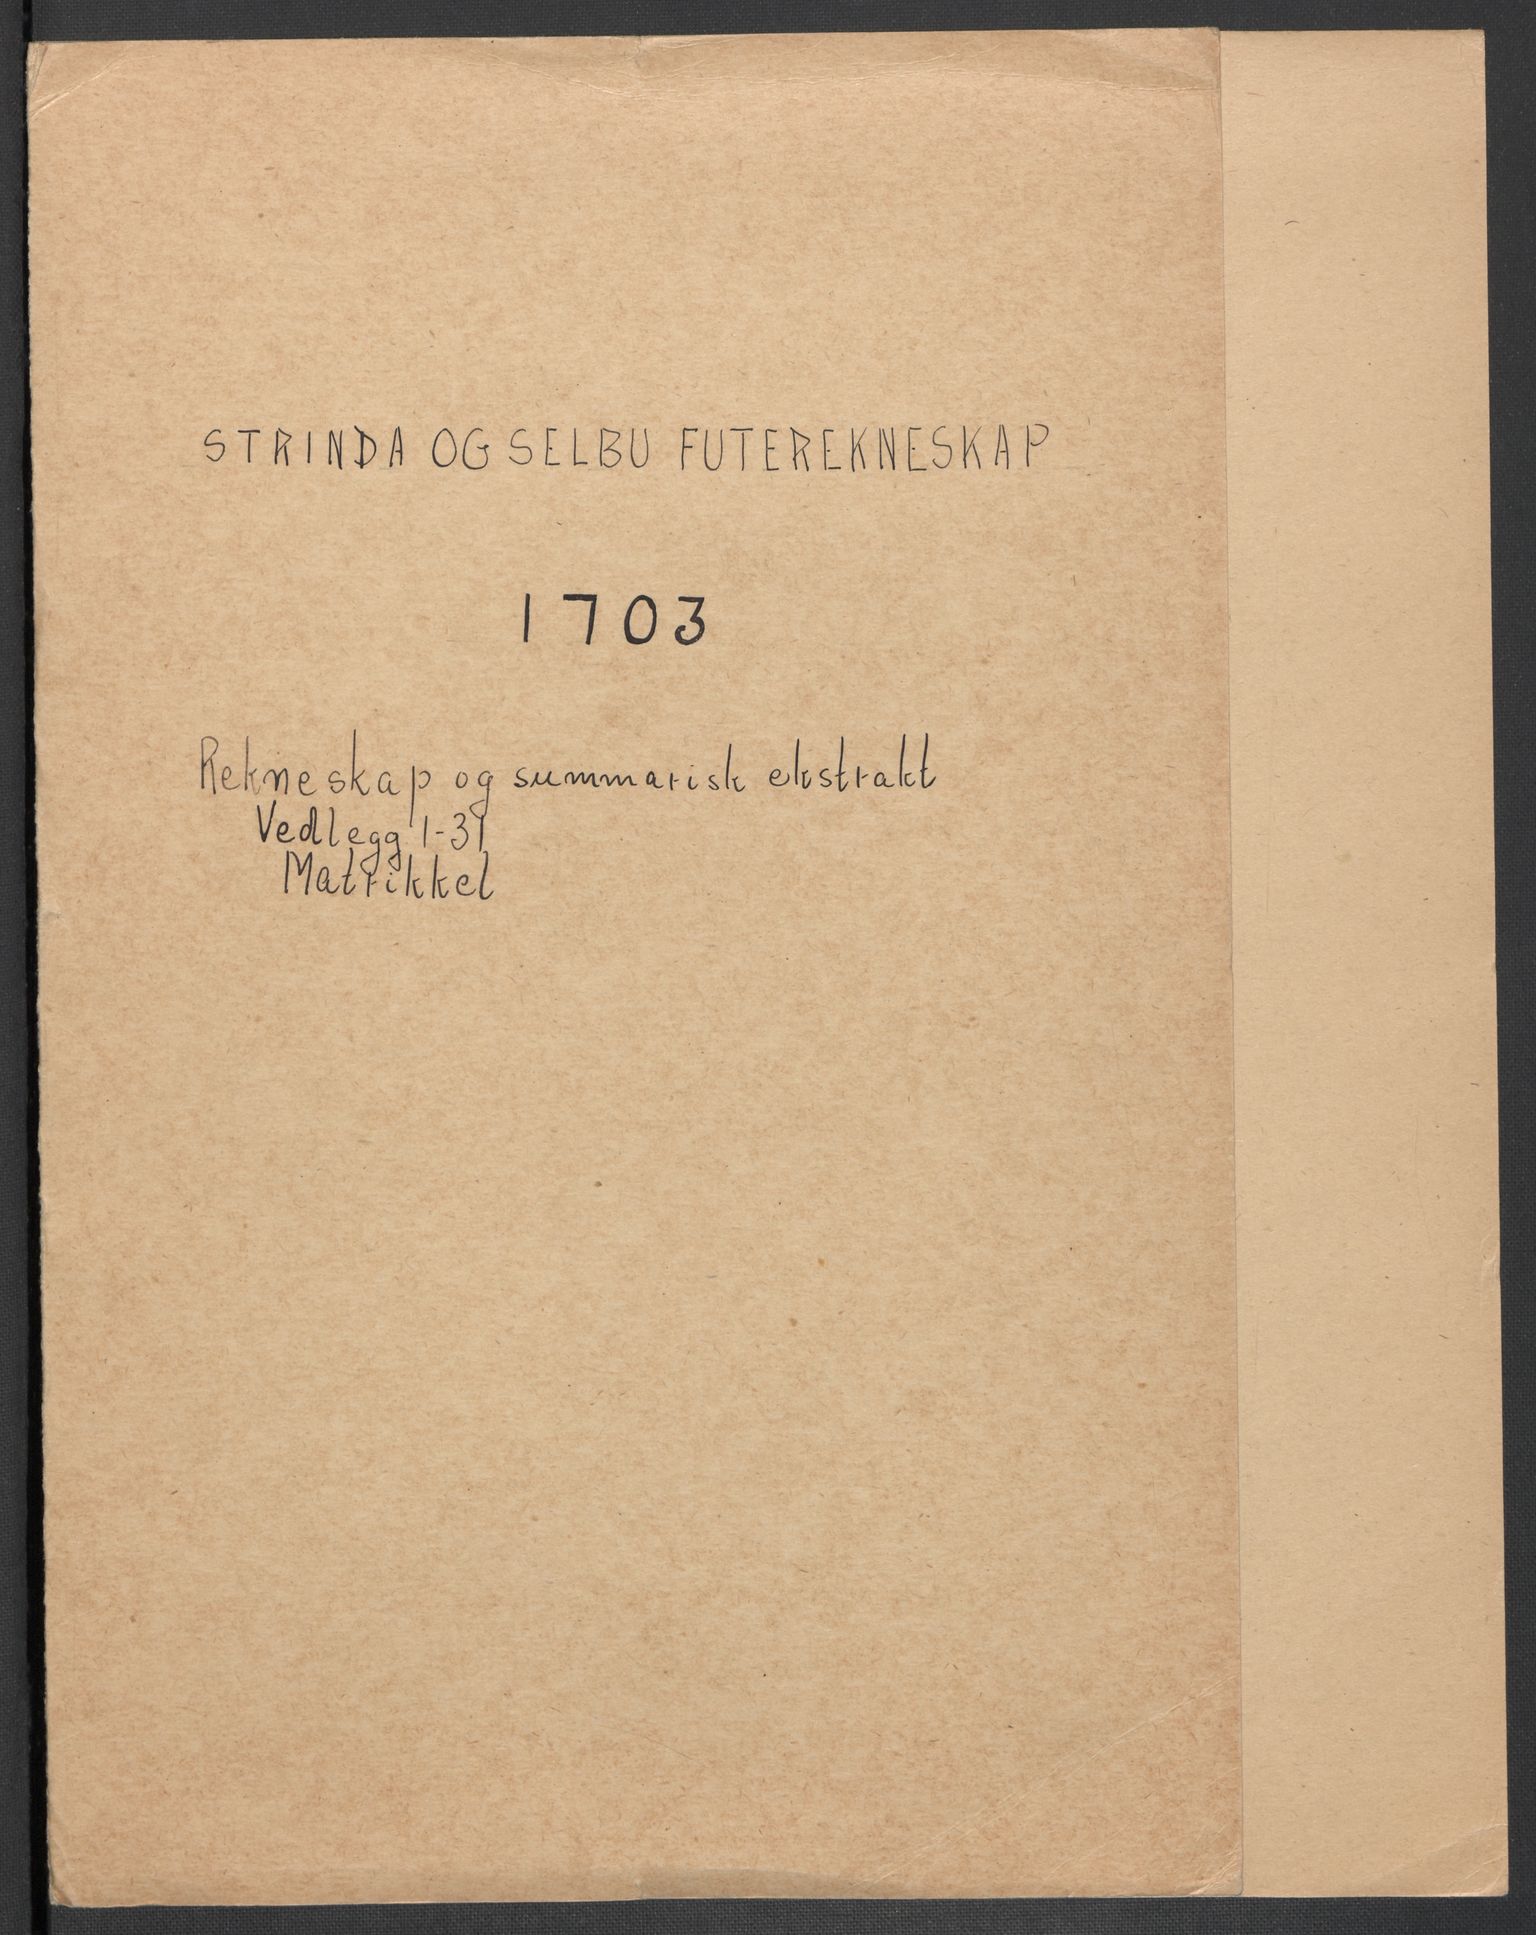 STRINDA OG SELBU FUTEREKNESKAP
1703
Rekneskap og summarisk ekstrakt
Vedlegg 1-31
Matrikkel